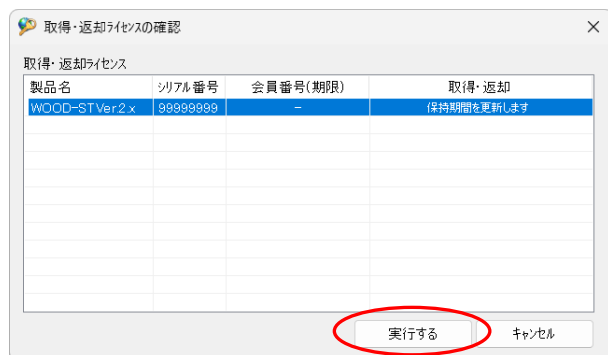 取得・返却ﾗｲｾﾝｽの確認
取得・返却ﾗｲｾﾝｽ
製品名 ｼﾘｱﾙ番号 会員番号(期限) 取得・返却
WOOD-STVer2.x 99999999 － 保持期間を更新します
実行する ｷｬﾝｾﾙ